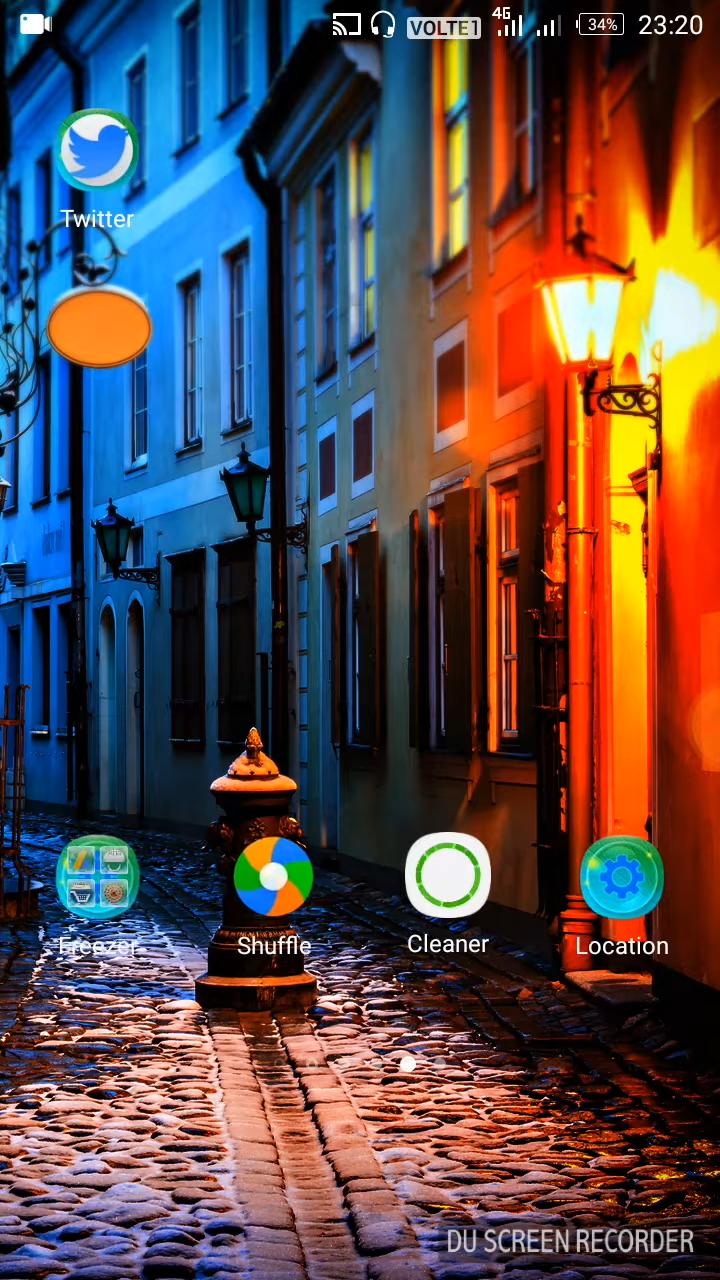 VOLTE1 4G 34% 23:20
Twitter
Freezer Shuffle Cleaner Location
DU SCREEN RECORDER